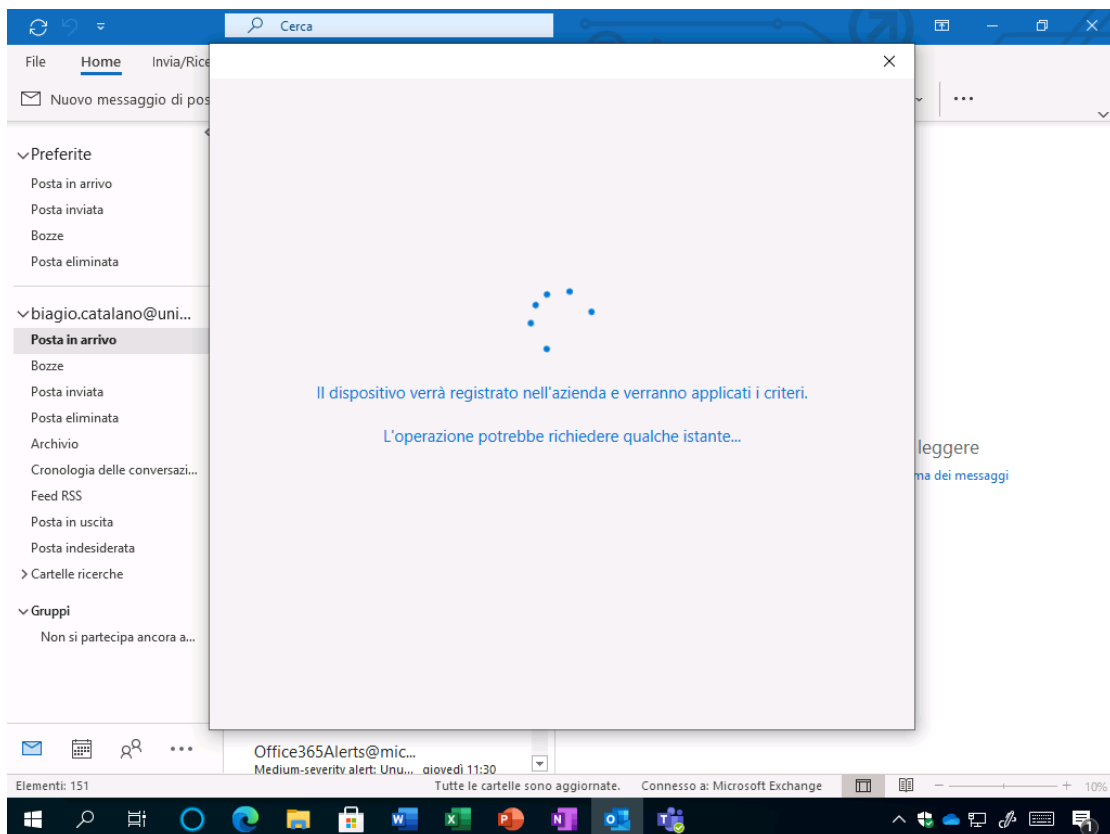 Cerca
File Home Invia/Rice
Nuovo messaggio di pos
Preferite
Posta in arrivo
Posta inviata
Bozze
Posta eliminata
biagio.catalano@uni...
Posta in arrivo
Bozze
Posta inviata
Posta eliminata
Archivio
Cronologia delle conversazi...
Feed RSS
Posta in uscita
Posta indesiderata
Cartelle ricerche
Gruppi
Non si partecipa ancora a...
Il dispositivo verrà registrato nell'azienda e verranno applicati i criteri.
L'operazione potrebbe richiedere qualche istante...
leggere
ma dei messaggi
Office365Alerts@mic...
Medium-severity alert: Unu... giovedì 11:30
Elementi: 151 Tutte le cartelle sono aggiornate. Connesso a: Microsoft Exchange 10%